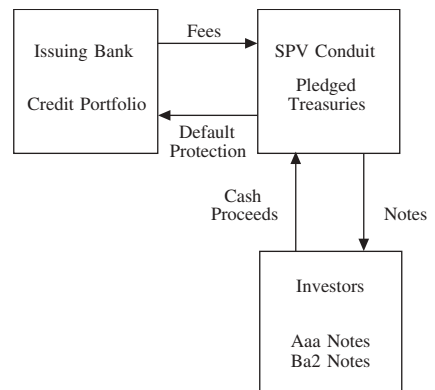 Issuing Bank
Credit Portfolio
Fees
Default
Protection
SPV Conduit
Pledged
Treasuries
Cash
Proceeds
Notes
Investors
Aaa Notes
Ba2 Notes